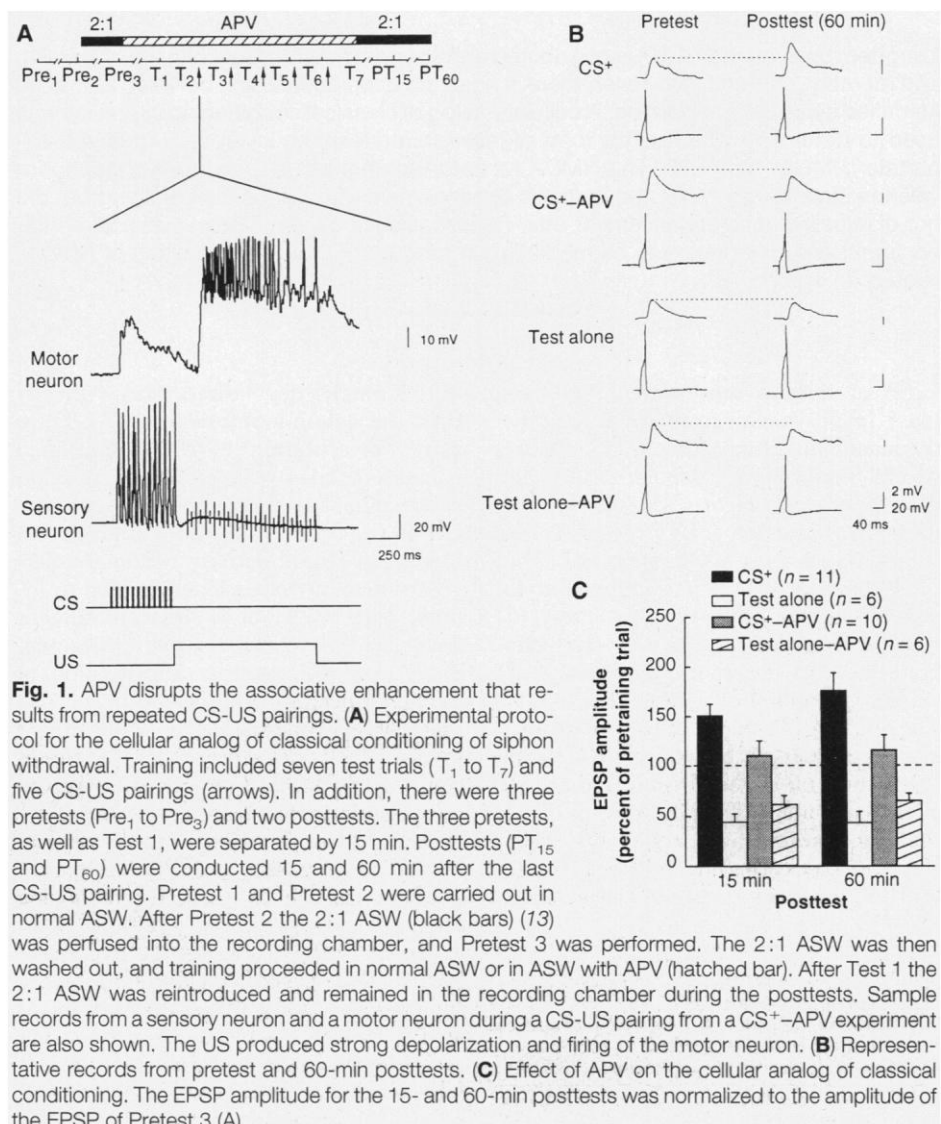 A
2:1 APV 2:1
Pre1 Pre2 Pre3 T1 T2 T3 T4 T5 T6 T7 PT15 PT60
10 mV
Motor
neuron
Sensory
neuron
20 mV
250 ms
CS
US
B
Pretest Posttest (60 min)
CS+
CS+–APV
Test alone
Test alone–APV
2 mV
20 mV
40 ms
C
CS+ (n = 11)
Test alone (n = 6)
CS+–APV (n = 10)
Test alone–APV (n = 6)
EPSP amplitude
(percent of pretraining trial)
250
200
150
100
50
0
15 min 60 min
Posttest
Fig. 1. APV disrupts the associative enhancement that re-
sults from repeated CS-US pairings. (A) Experimental proto-
col for the cellular analog of classical conditioning of siphon
withdrawal. Training included seven test trials (T1 to T7) and
five CS-US pairings (arrows). In addition, there were three
pretests (Pre1 to Pre3) and two posttests. The three pretests,
as well as Test 1, were separated by 15 min. Posttests (PT15
and PT60) were conducted 15 and 60 min after the last
CS-US pairing. Pretest 1 and Pretest 2 were carried out in
normal ASW. After Pretest 2 the 2:1 ASW (black bars) (13)
was perfused into the recording chamber, and Pretest 3 was performed. The 2:1 ASW was then
washed out, and training proceeded in normal ASW or in ASW with APV (hatched bar). After Test 1 the
2:1 ASW was reintroduced and remained in the recording chamber during the posttests. Sample
records from a sensory neuron and a motor neuron during a CS-US pairing from a CS+–APV experiment
are also shown. The US produced strong depolarization and firing of the motor neuron. (B) Represen-
tative records from pretest and 60-min posttests. (C) Effect of APV on the cellular analog of classical
conditioning. The EPSP amplitude for the 15- and 60-min posttests was normalized to the amplitude of
the EPSP of Pretest 3 (A).